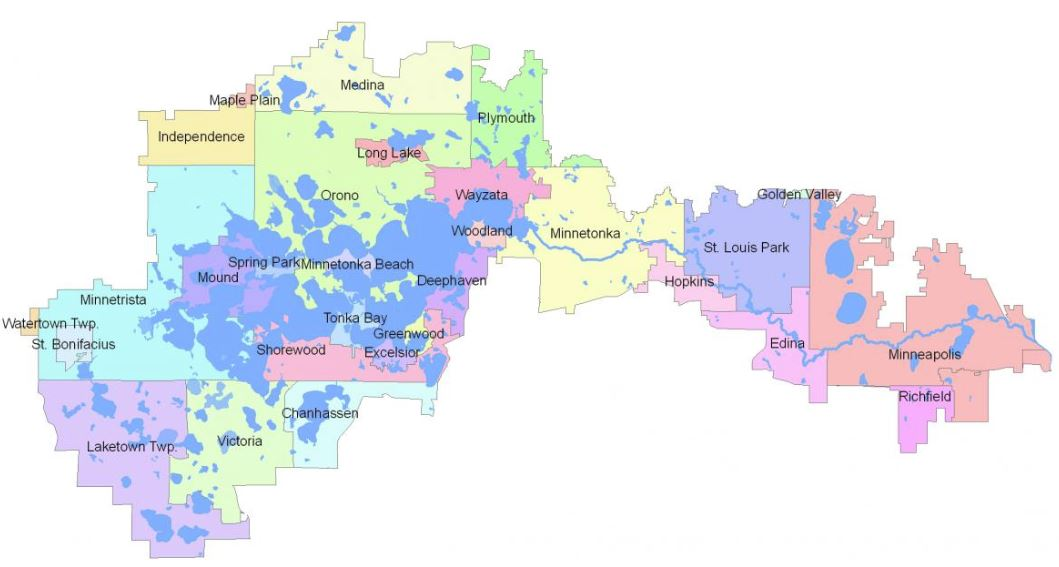 Medina
Maple Plain
Plymouth
Independence
Long Lake
Orono
Wayzata
Golden Valley
Woodland
Minnetonka
St. Louis Park
Spring Park
Minnetonka Beach
Mound
Deephaven
Hopkins
Minnetrista
Watertown Twp.
Tonka Bay
Greenwood
St. Bonifacius
Shorewood
Excelsior
Edina
Minneapolis
Richfield
Chanhassen
Victoria
Laketown Twp.